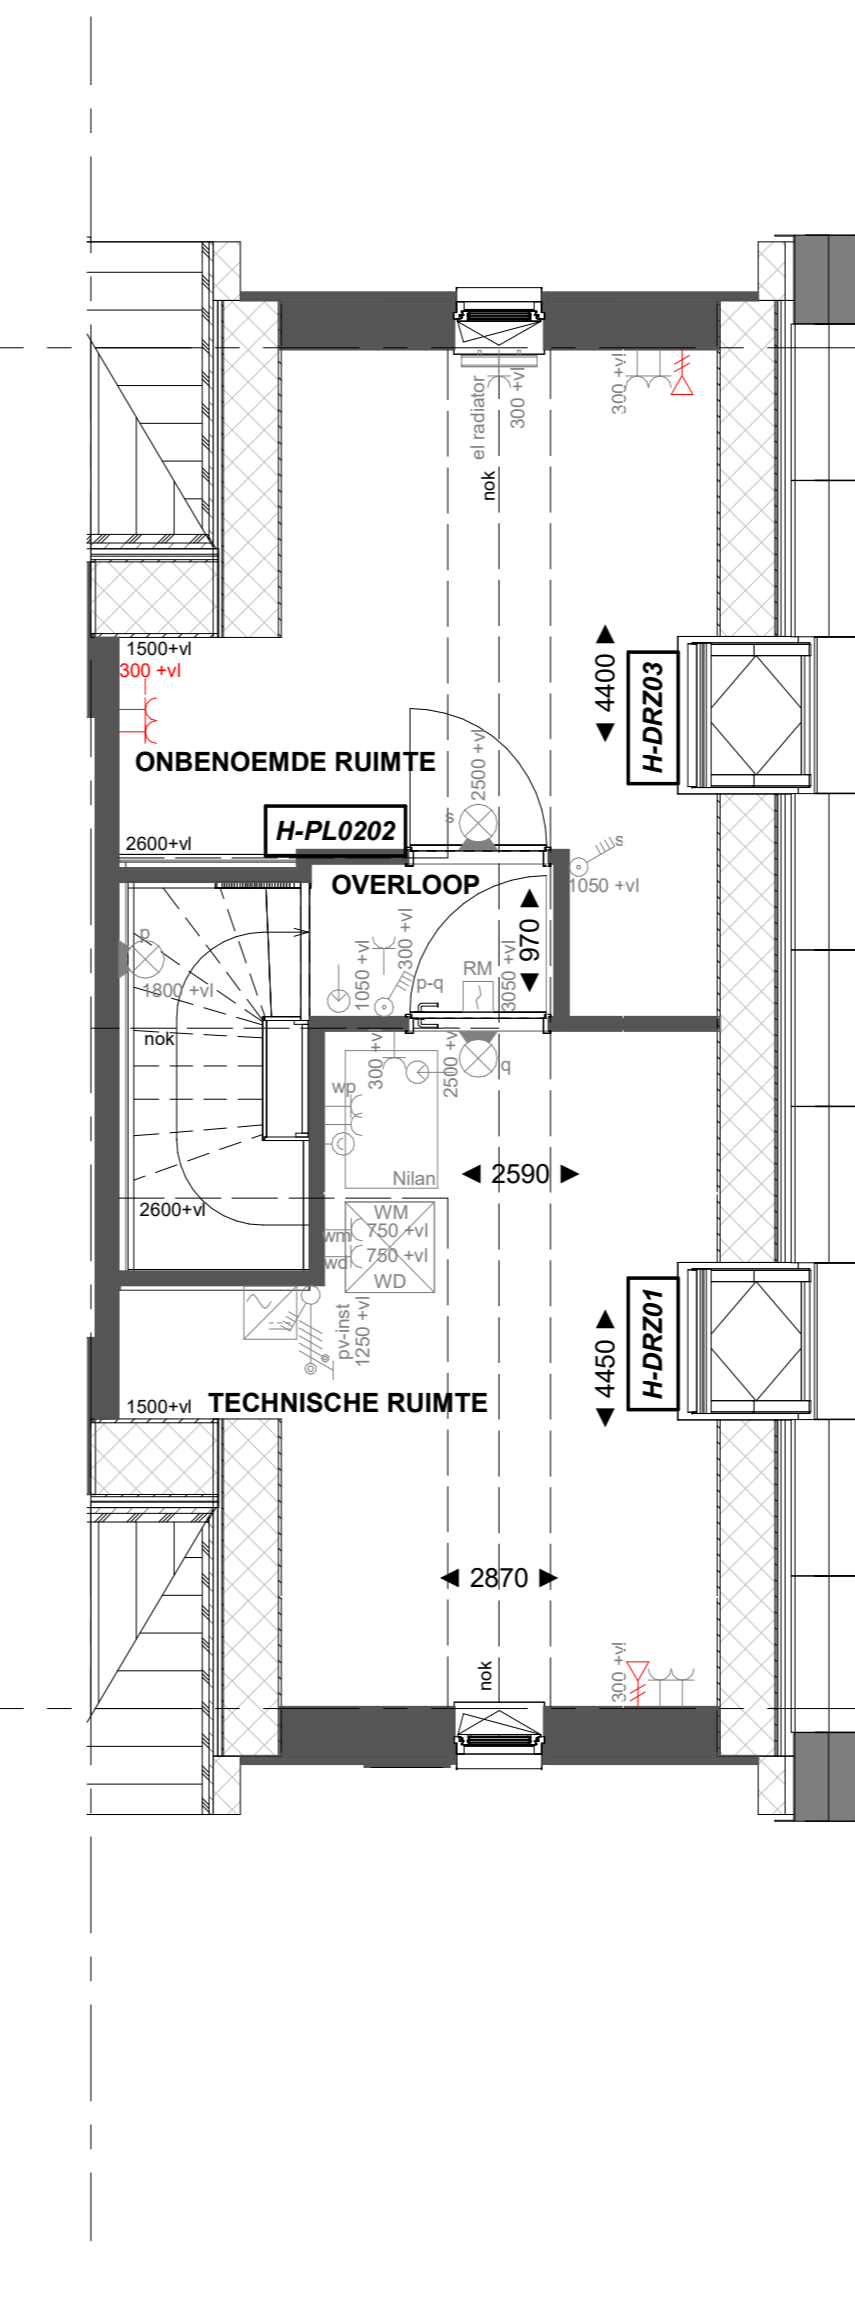 el radiator
300 +vl
300 +vl
nok
1500+vl
300 +vl
4400
H-DRZ03
ONBENOEMDE RUIMTE
2500 +vl
s
H-PL0202
2600+vl
s
1050 +vl
OVERLOOP
p
1800 +vl
1050 +vl
300 +vl
p-q
RM
3050 +vl
970
nok
300 +vl
2500 +vl
q
wp
Nilan
2590
2600+vl
WM
wm
750 +vl
wd
750 +vl
WD
pv-inst
1250 +vl
4450
H-DRZ01
1500+vl
TECHNISCHE RUIMTE
2870
nok
300 +vl